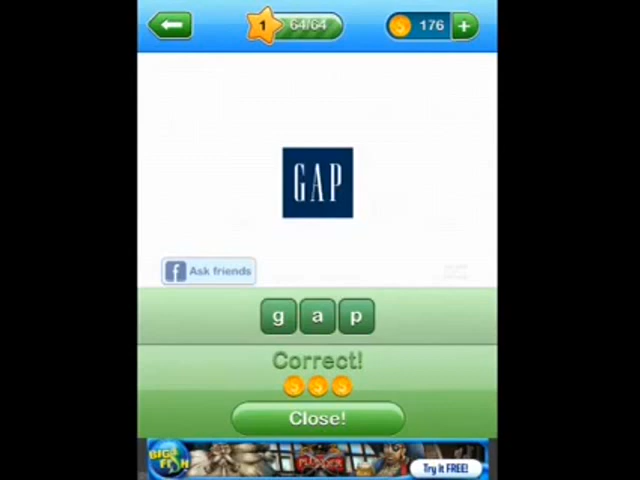 1 64/64 176 +
GAP
f Ask friends
g a p
Correct!
Close!
BIG FISH
Try it FREE!